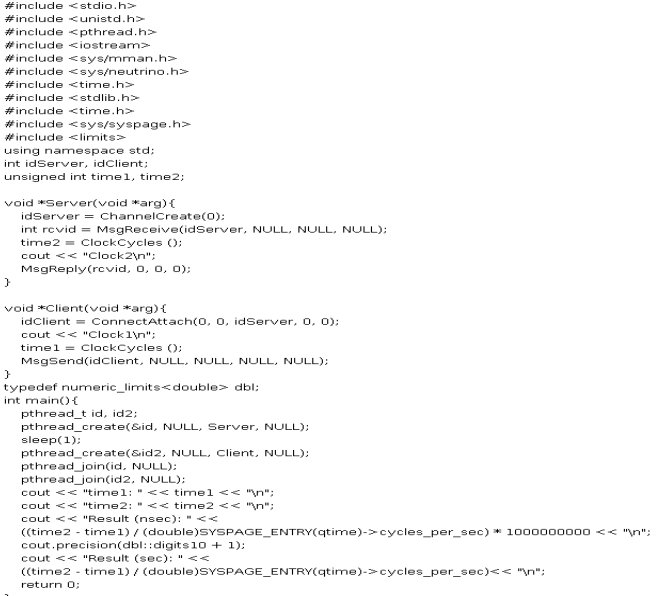 #include <stdio.h>
#include <unistd.h>
#include <pthread.h>
#include <iostream>
#include <sys/mman.h>
#include <sys/neutrino.h>
#include <time.h>
#include <stdlib.h>
#include <time.h>
#include <sys/syspage.h>
#include <limits>
using namespace std;
int idServer, idClient;
unsigned int time1, time2;

void *Server(void *arg){
    idServer = ChannelCreate(0);
    int rcvid = MsgReceive(idServer, NULL, NULL, NULL);
    time2 = ClockCycles ();
    cout << "Clock2\n";
    MsgReply(rcvid, 0, 0, 0);
}

void *Client(void *arg){
    idClient = ConnectAttach(0, 0, idServer, 0, 0);
    cout << "Clock1\n";
    time1 = ClockCycles ();
    MsgSend(idClient, NULL, NULL, NULL, NULL);
}
typedef numeric_limits<double> dbl;
int main(){
    pthread_t id, id2;
    pthread_create(&id, NULL, Server, NULL);
    sleep(1);
    pthread_create(&id2, NULL, Client, NULL);
    pthread_join(id, NULL);
    pthread_join(id2, NULL);
    cout << "time1: " << time1 << "\n";
    cout << "time2: " << time2 << "\n";
    cout << "Result (nsec): " <<
    ((time2 - time1) / (double)SYSPAGE_ENTRY(qtime)->cycles_per_sec) * 1000000000 << "\n";
    cout.precision(dbl::digits10 + 1);
    cout << "Result (sec): " <<
    ((time2 - time1) / (double)SYSPAGE_ENTRY(qtime)->cycles_per_sec)<< "\n";
    return 0;
}